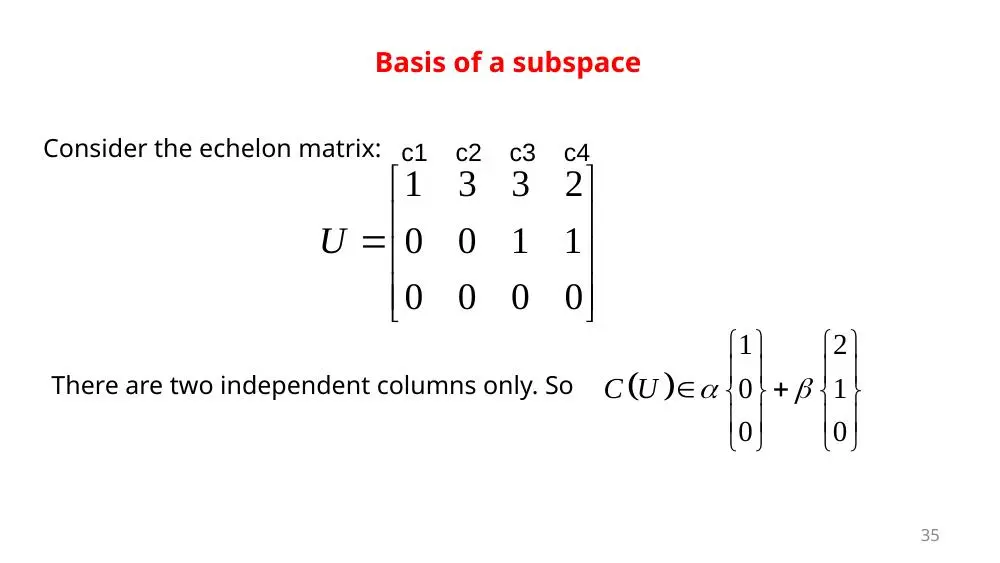 Basis of a subspace
Consider the echelon matrix:
c1 c2 c3 c4
1 3 3 2
U = 0 0 1 1
0 0 0 0
There are two independent columns only. So C(U)∈α{1 0 0}+β{2 1 0}
35